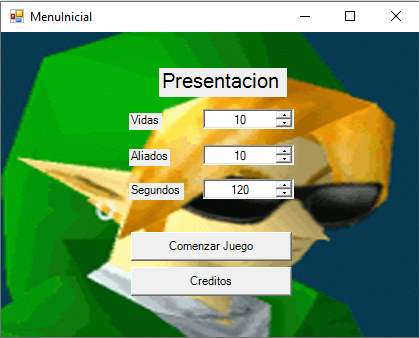 MenuInicial
Presentacion
Vidas 10
Aliados 10
Segundos 120
Comenzar Juego
Creditos